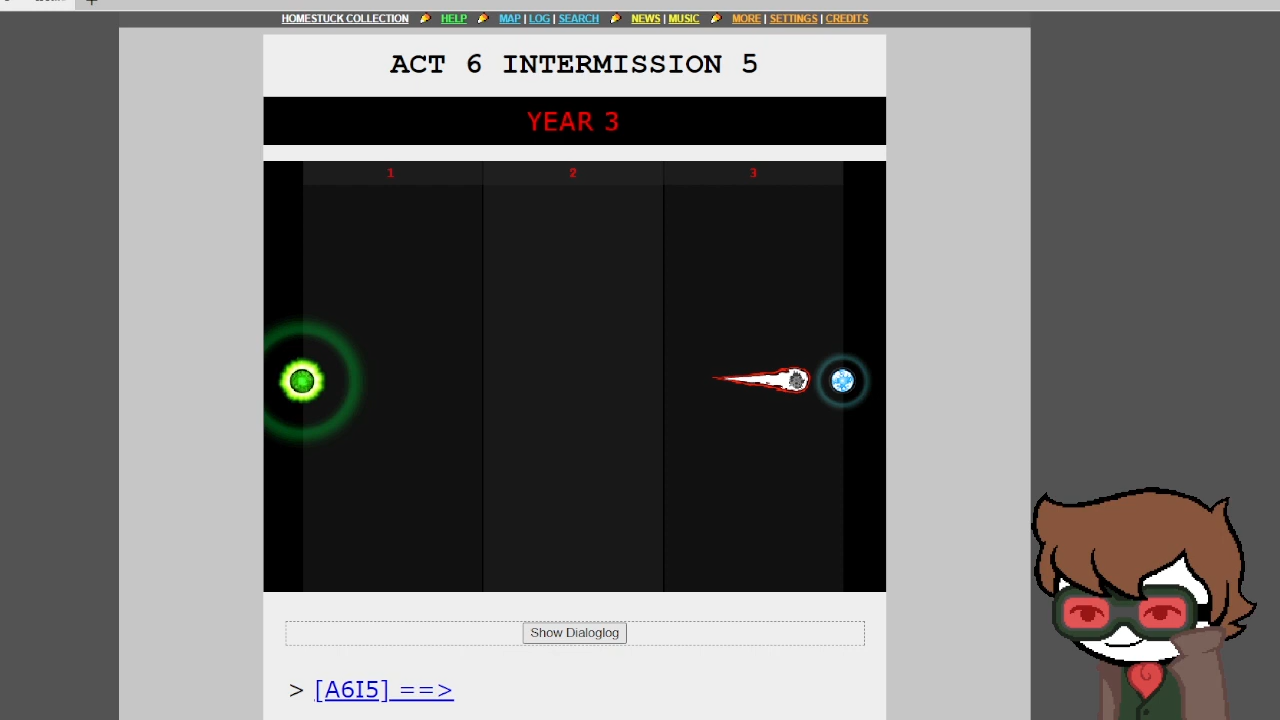 HOMESTUCK COLLECTION HELP MAP | LOG | SEARCH NEWS | MUSIC MORE | SETTINGS | CREDITS
ACT 6 INTERMISSION 5
YEAR 3
1 2 3
Show Dialoglog
> [A6I5] ==>